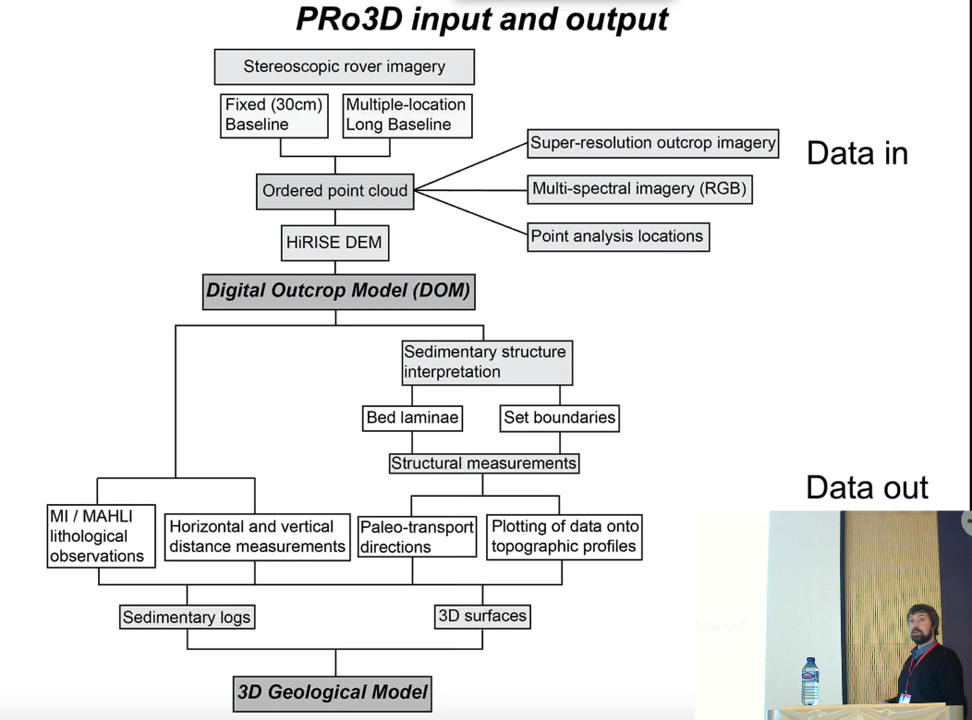 PRo3D input and output
Stereoscopic rover imagery
Fixed (30cm)
Baseline
Multiple-location
Long Baseline
Super-resolution outcrop imagery
Data in
Ordered point cloud
Multi-spectral imagery (RGB)
Point analysis locations
HiRISE DEM
Digital Outcrop Model (DOM)
Sedimentary structure
interpretation
Bed laminae
Set boundaries
Structural measurements
Data out
MI / MAHLI
lithological
observations
Horizontal and vertical
distance measurements
Paleo-transport
directions
Plotting of data onto
topographic profiles
Sedimentary logs
3D surfaces
3D Geological Model